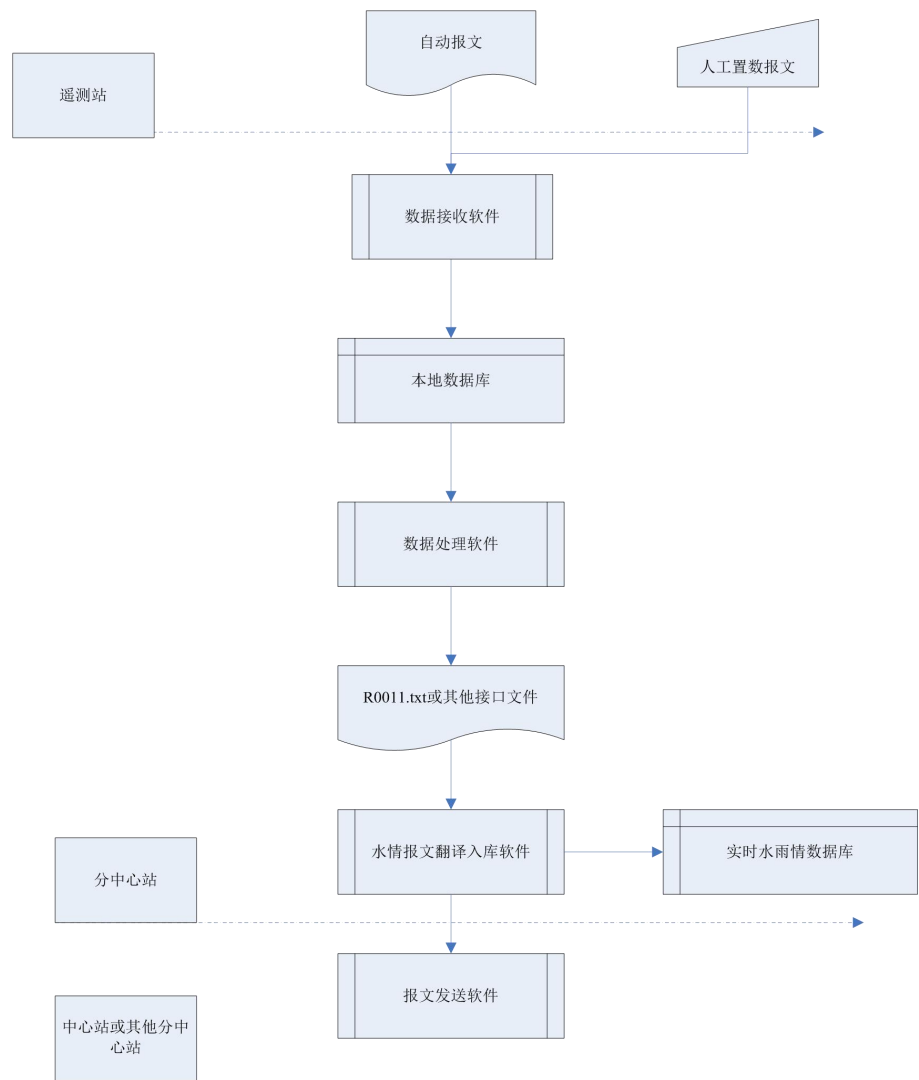 自动报文
人工置数报文
遥测站
数据接收软件
本地数据库
数据处理软件
R0011.txt或其他接口文件
水情报文翻译入库软件
实时水雨情数据库
分中心站
报文发送软件
中心站或其他分中
心站